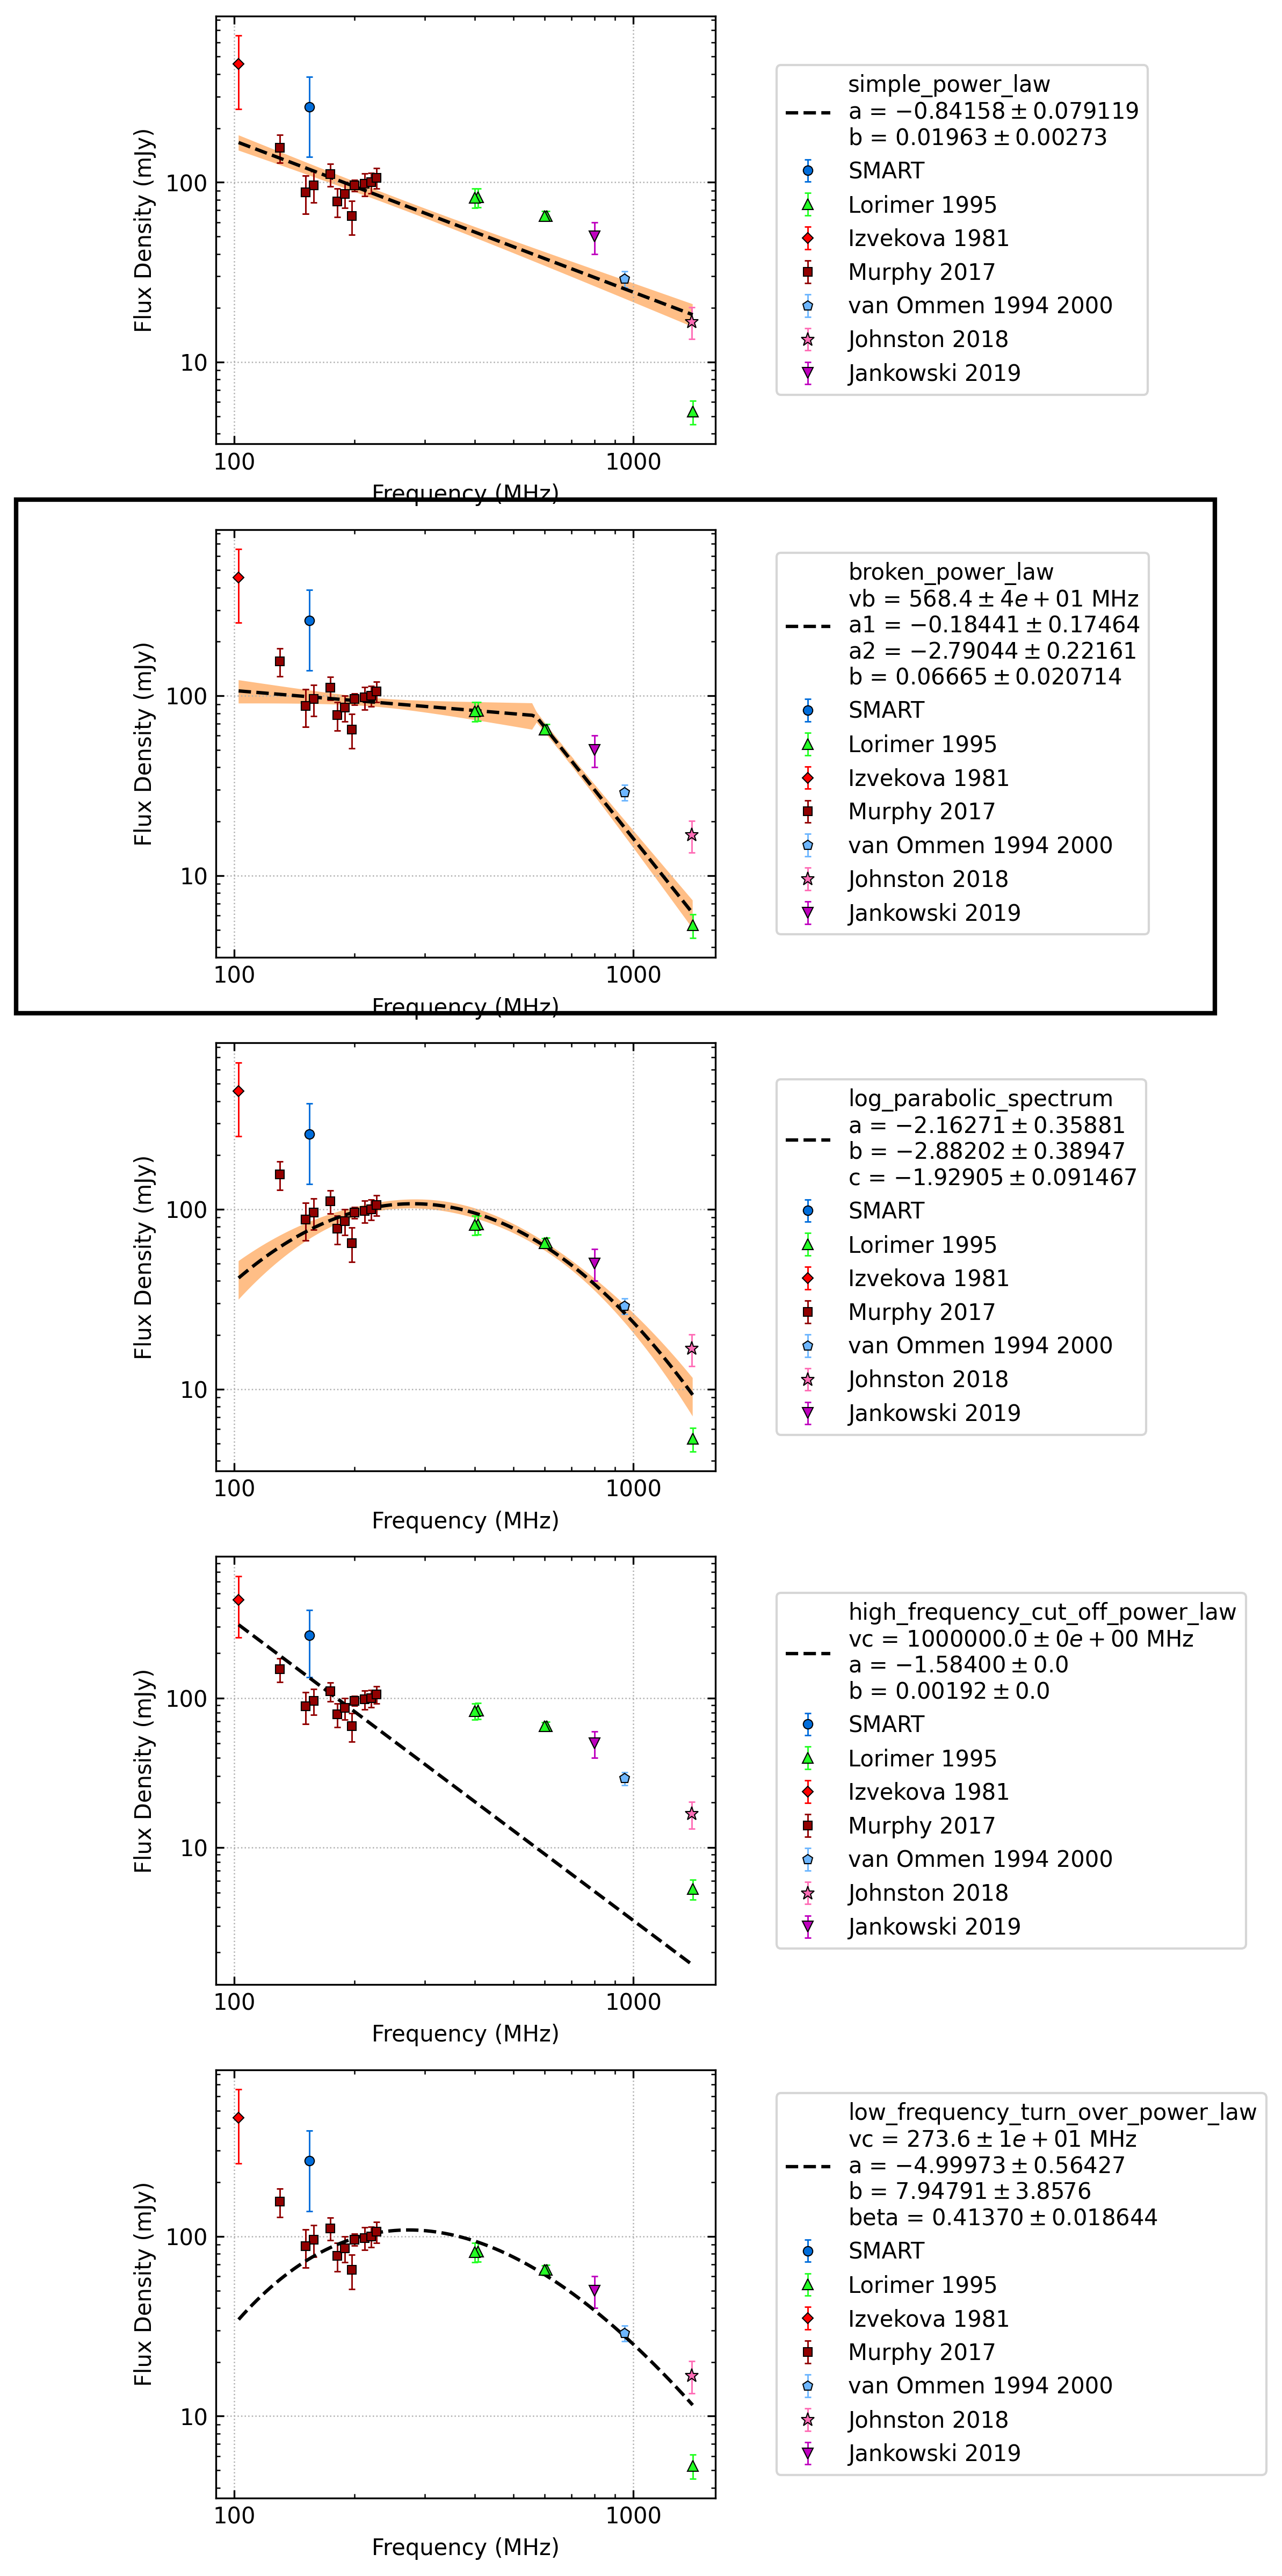 100
10
100
1000
Flux Density (mJy)
Frequency (MHz)
simple_power_law
a = −0.84158 ± 0.079119
b = 0.01963 ± 0.00273
SMART
Lorimer 1995
Izvekova 1981
Murphy 2017
van Ommen 1994 2000
Johnston 2018
Jankowski 2019
100
10
100
1000
Flux Density (mJy)
Frequency (MHz)
broken_power_law
vb = 568.4 ± 4e + 01 MHz
a1 = −0.18441 ± 0.17464
a2 = −2.79044 ± 0.22161
b = 0.06665 ± 0.020714
SMART
Lorimer 1995
Izvekova 1981
Murphy 2017
van Ommen 1994 2000
Johnston 2018
Jankowski 2019
100
10
100
1000
Flux Density (mJy)
Frequency (MHz)
log_parabolic_spectrum
a = −2.16271 ± 0.35881
b = −2.88202 ± 0.38947
c = −1.92905 ± 0.091467
SMART
Lorimer 1995
Izvekova 1981
Murphy 2017
van Ommen 1994 2000
Johnston 2018
Jankowski 2019
100
10
100
1000
Flux Density (mJy)
Frequency (MHz)
high_frequency_cut_off_power_law
vc = 1000000.0 ± 0e + 00 MHz
a = −1.58400 ± 0.0
b = 0.00192 ± 0.0
SMART
Lorimer 1995
Izvekova 1981
Murphy 2017
van Ommen 1994 2000
Johnston 2018
Jankowski 2019
100
10
100
1000
Flux Density (mJy)
Frequency (MHz)
low_frequency_turn_over_power_law
vc = 273.6 ± 1e + 01 MHz
a = −4.99973 ± 0.56427
b = 7.94791 ± 3.8576
beta = 0.41370 ± 0.018644
SMART
Lorimer 1995
Izvekova 1981
Murphy 2017
van Ommen 1994 2000
Johnston 2018
Jankowski 2019